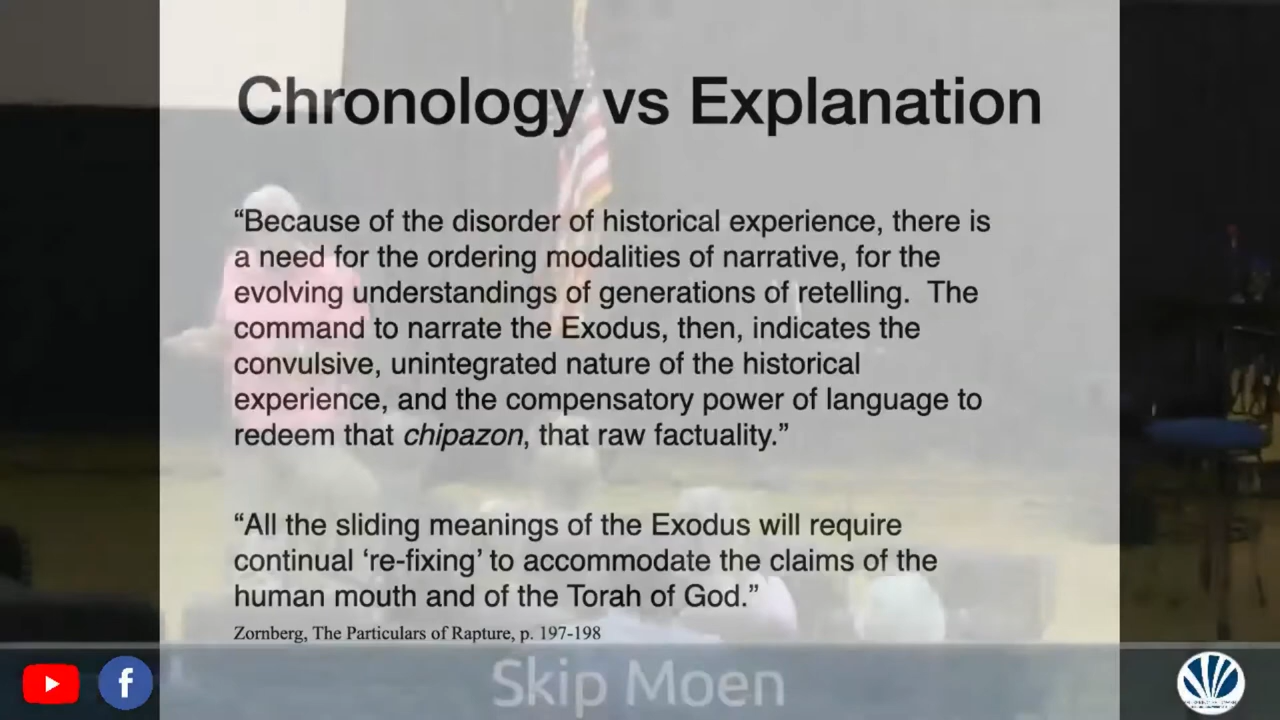 Chronology vs Explanation
“Because of the disorder of historical experience, there is
a need for the ordering modalities of narrative, for the
evolving understandings of generations of retelling.  The
command to narrate the Exodus, then, indicates the
convulsive, unintegrated nature of the historical
experience, and the compensatory power of language to
redeem that chipazon, that raw factuality.”
“All the sliding meanings of the Exodus will require
continual ‘re-fixing’ to accommodate the claims of the
human mouth and of the Torah of God.”
Zornberg, The Particulars of Rapture, p. 197-198
Skip Moen